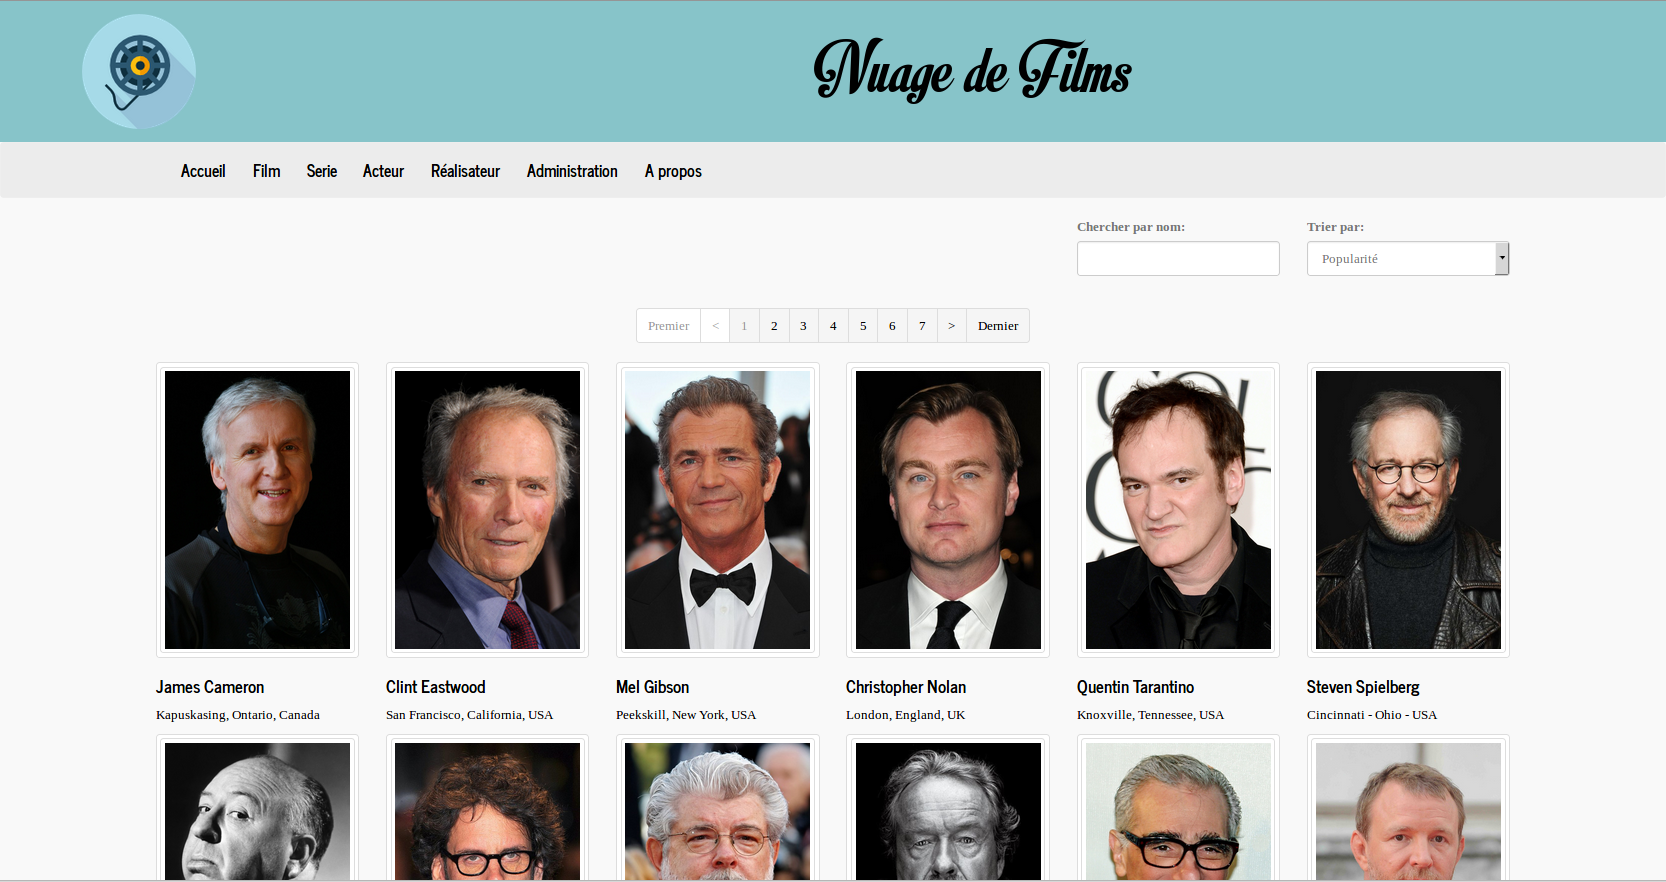 Nuage de Films
Accueil Film Serie Acteur Réalisateur Administration A propos
Chercher par nom: Trier par:
Popularité
Premier < 1 2 3 4 5 6 7 > Dernier
James Cameron Clint Eastwood Mel Gibson Christopher Nolan Quentin Tarantino Steven Spielberg
Kapuskasing, Ontario, Canada San Francisco, California, USA Peekskill, New York, USA London, England, UK Knoxville, Tennessee, USA Cincinnati - Ohio - USA